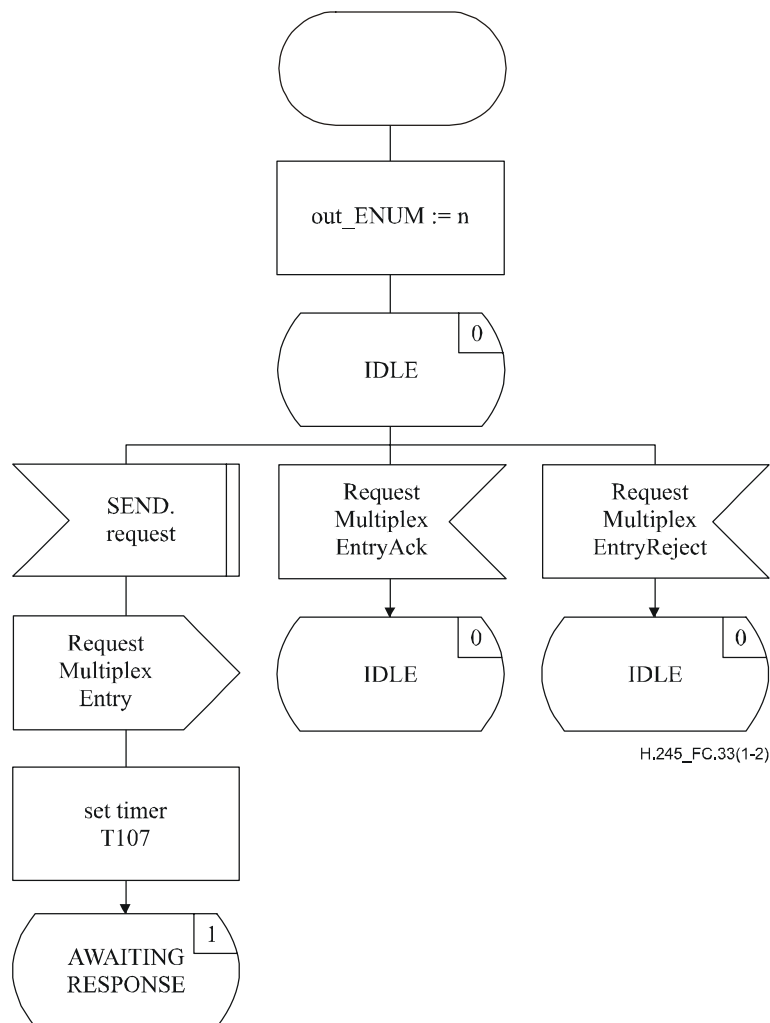 out_ENUM := n
0
IDLE
SEND.
request
Request
Multiplex
EntryAck
Request
Multiplex
EntryReject
Request
Multiplex
Entry
0
IDLE
0
IDLE
H.245_FC.33(1-2)
set timer
T107
1
AWAITING
RESPONSE